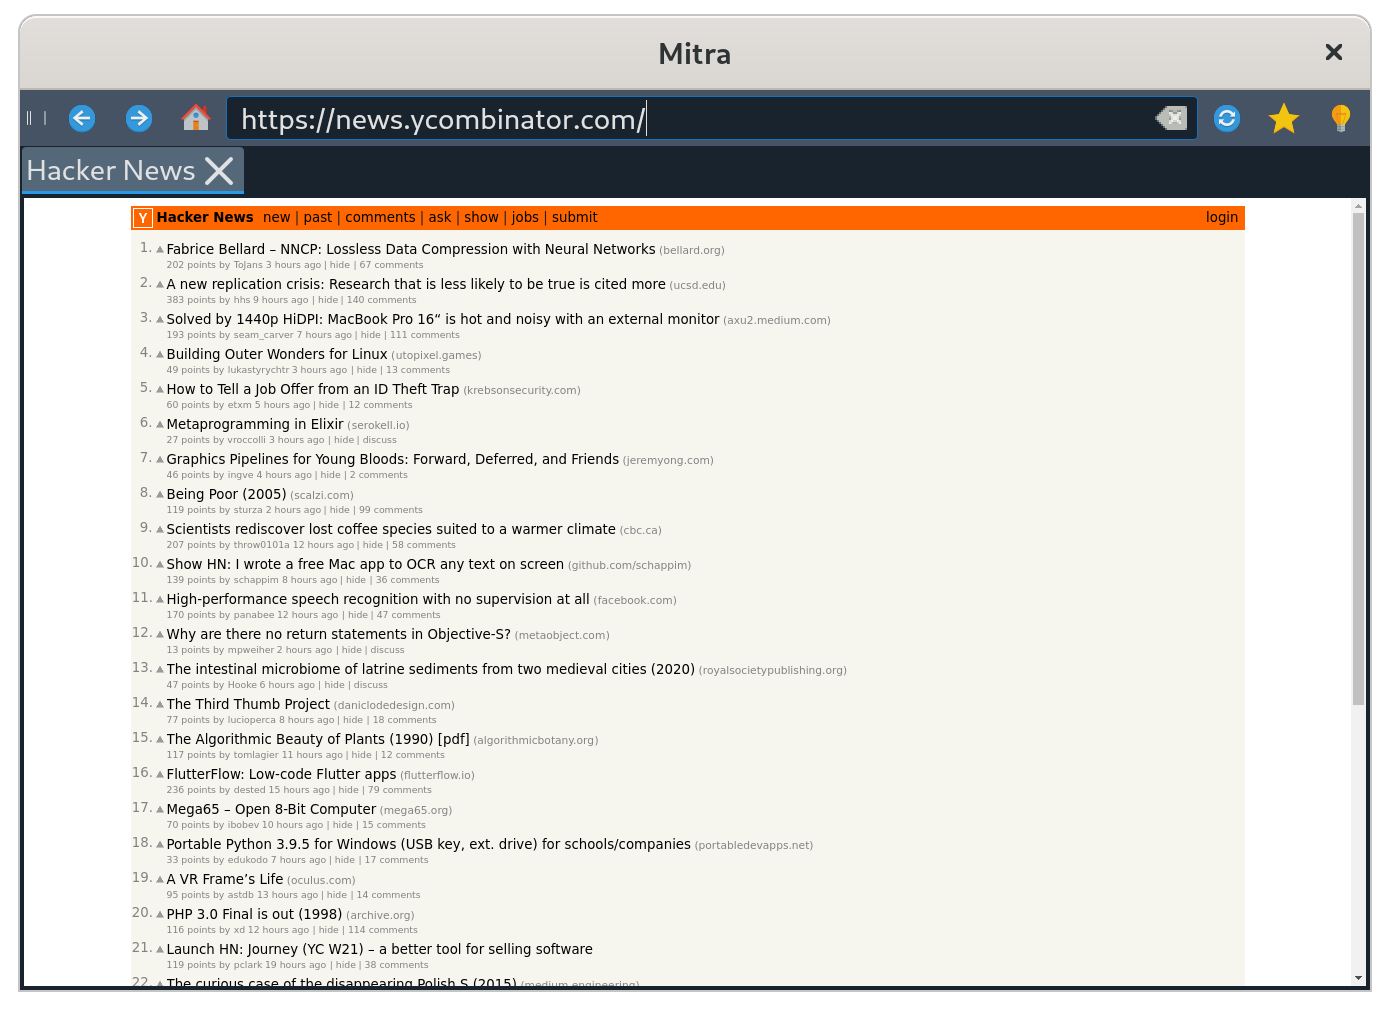 Mitra
https://news.ycombinator.com/
Hacker News
Y Hacker News new | past | comments | ask | show | jobs | submit login
1. Fabrice Bellard – NNCP: Lossless Data Compression with Neural Networks (bellard.org)
202 points by ToJans 3 hours ago | hide | 67 comments
2. A new replication crisis: Research that is less likely to be true is cited more (ucsd.edu)
383 points by hhs 9 hours ago | hide | 140 comments
3. Solved by 1440p HiDPI: MacBook Pro 16“ is hot and noisy with an external monitor (axu2.medium.com)
193 points by seam_carver 7 hours ago | hide | 111 comments
4. Building Outer Wonders for Linux (utopixel.games)
49 points by lukastyrychtr 3 hours ago | hide | 13 comments
5. How to Tell a Job Offer from an ID Theft Trap (krebsonsecurity.com)
60 points by etxm 5 hours ago | hide | 12 comments
6. Metaprogramming in Elixir (serokell.io)
27 points by vroccolli 3 hours ago | hide | discuss
7. Graphics Pipelines for Young Bloods: Forward, Deferred, and Friends (jeremyong.com)
46 points by ingve 4 hours ago | hide | 2 comments
8. Being Poor (2005) (scalzi.com)
119 points by sturza 2 hours ago | hide | 99 comments
9. Scientists rediscover lost coffee species suited to a warmer climate (cbc.ca)
207 points by throw0101a 12 hours ago | hide | 58 comments
10. Show HN: I wrote a free Mac app to OCR any text on screen (github.com/schappim)
139 points by schappim 8 hours ago | hide | 36 comments
11. High-performance speech recognition with no supervision at all (facebook.com)
170 points by panabee 12 hours ago | hide | 47 comments
12. Why are there no return statements in Objective-S? (metaobject.com)
13 points by mpweiher 2 hours ago | hide | discuss
13. The intestinal microbiome of latrine sediments from two medieval cities (2020) (royalsocietypublishing.org)
47 points by Hooke 6 hours ago | hide | discuss
14. The Third Thumb Project (daniclodedesign.com)
77 points by lucioperca 8 hours ago | hide | 18 comments
15. The Algorithmic Beauty of Plants (1990) [pdf] (algorithmicbotany.org)
117 points by tomlagier 11 hours ago | hide | 12 comments
16. FlutterFlow: Low-code Flutter apps (flutterflow.io)
236 points by dested 15 hours ago | hide | 79 comments
17. Mega65 – Open 8-Bit Computer (mega65.org)
70 points by ibobev 10 hours ago | hide | 15 comments
18. Portable Python 3.9.5 for Windows (USB key, ext. drive) for schools/companies (portabledevapps.net)
33 points by edukodo 7 hours ago | hide | 17 comments
19. A VR Frame’s Life (oculus.com)
95 points by astdb 13 hours ago | hide | 14 comments
20. PHP 3.0 Final is out (1998) (archive.org)
116 points by xd 12 hours ago | hide | 114 comments
21. Launch HN: Journey (YC W21) – a better tool for selling software
119 points by pclark 19 hours ago | hide | 38 comments
22. The curious case of the disappearing Polish S (2015) (medium.engineering)